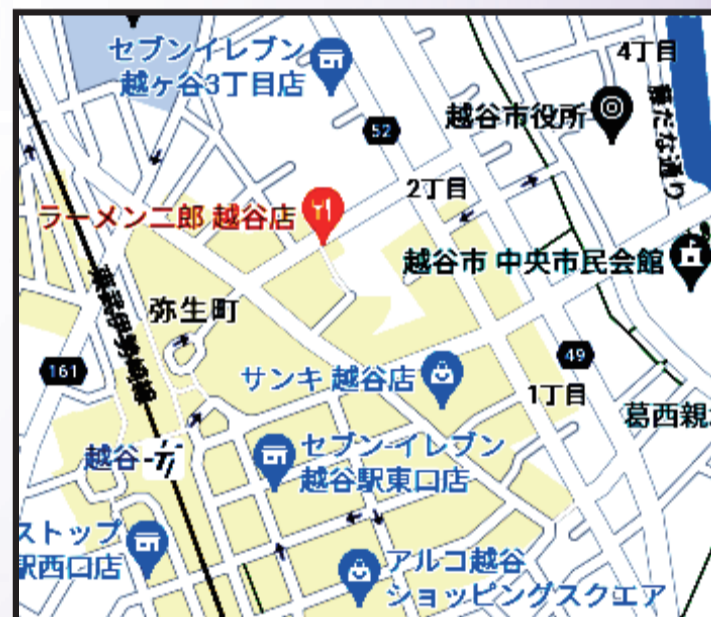 セブンイレブン
越ヶ谷3丁目店
4丁目
52
越谷市役所
藤だな通り
2丁目
ラーメン二郎 越谷店
越谷市 中央市民会館
弥生町
161
49
サンキ 越谷店
1丁目
葛西親
越谷
セブン-イレブン
越谷駅東口店
ストップ
駅西口店
アルコ越谷
ショッピングスクエア